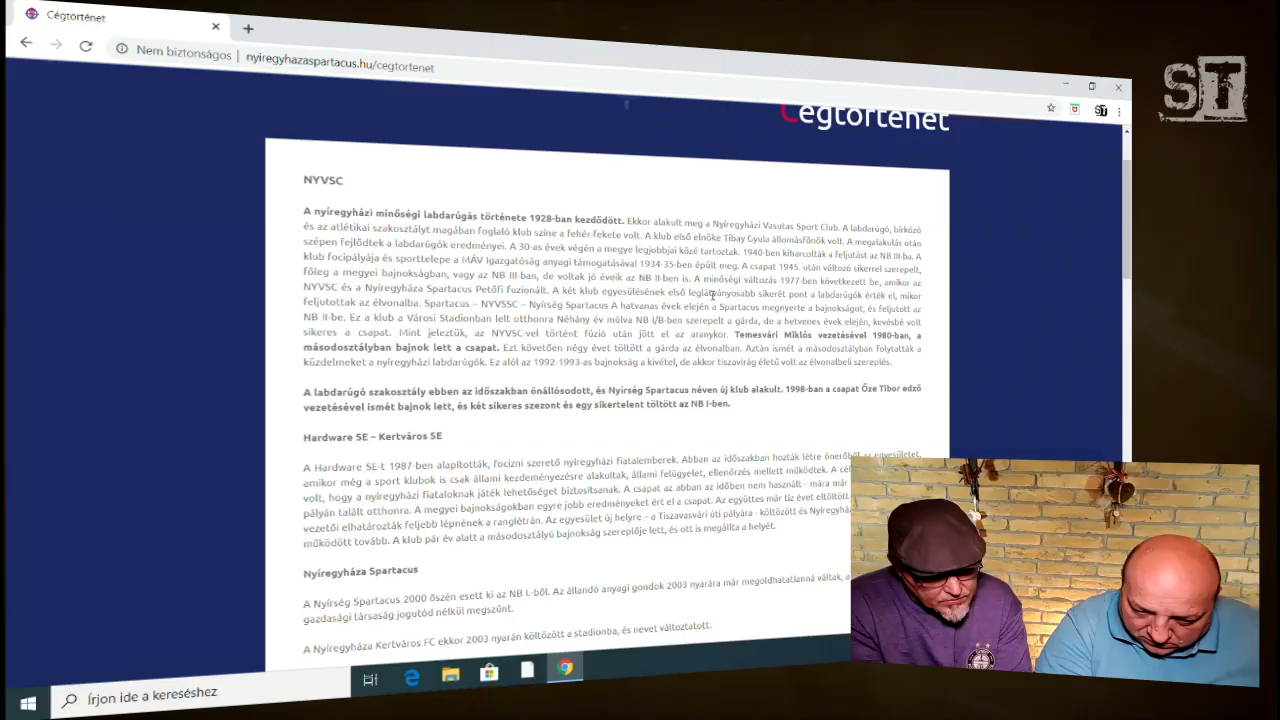 Cégtörténet
Nem biztonságos | nyiregyhazaspartacus.hu/cegtortenet
ST
ST
Cégtörténet
NYVSC
A nyíregyházi minőségi labdarúgás története 1928-ban kezdődött. Ekkor alakult meg a Nyíregyházi Vasutas Sport Club. A labdarúgó, birkózó
és az atlétikai szakosztályt magában foglaló klub színe a fehér-fekete volt. A klub első elnöke Tibay Gyula állomásfőnök volt. A megalakulás után
szépen fejlődtek a labdarúgók eredményei. A 30-as évek végén a megye legjobbjai közé tartoztak. 1940-ben kiharcolták a feljutást az NB III-ba. A
klub focipályája és sporttelepe a MÁV Igazgatóság anyagi támogatásával 1934-35-ben épült meg. A csapat 1945. után változó sikerrel szerepelt,
főleg a megyei bajnokságban, vagy az NB III-ban, de voltak jó éveik az NB II-ben is. A minőségi változás 1977-ben következett be, amikor az
NYVSC és a Nyíregyháza Spartacus Petőfi fuzionált. A két klub egyesülésének első leglátványosabb sikerét pont a labdarúgók érték el, mikor
feljutottak az élvonalba. Spartacus – NYVSSC – Nyírség Spartacus A hatvanas évek elején a Spartacus megnyerte a bajnokságot, és feljutott az
NB II-be. Ez a klub a Városi Stadionban lelt otthonra Néhány év múlva NB I/B-ben szerepelt a gárda, de a hetvenes évek elején, kevésbé volt
sikeres a csapat. Mint jeleztük, az NYVSC-vel történt fúzió után jött el az aranykor. Temesvári Miklós vezetésével 1980-ban, a
másodosztályban bajnok lett a csapat. Ezt követően négy évet töltött a gárda az élvonalban. Aztán ismét a másodosztályban folytatták a
küzdelmeket a nyíregyházi labdarúgók. Ez alól az 1992-1993-as bajnokság a kivétel, de akkor tiszavirág életű volt az élvonalbeli szereplés.
A labdarúgó szakosztály ebben az időszakban önállósodott, és Nyírség Spartacus néven új klub alakult. 1998-ban a csapat Őze Tibor edző
vezetésével ismét bajnok lett, és két sikeres szezont és egy sikertelent töltött az NB I-ben.
Hardware SE – Kertváros SE
A Hardware SE-t 1987-ben alapították, focizni szerető nyíregyházi fiatalemberek. Abban az időszakban hozták létre önerőből az egyesületet,
amikor még a sport klubok is csak állami kezdeményezésre alakultak, állami felügyelet, ellenőrzés mellett működtek. A cél
volt, hogy a nyíregyházi fiataloknak játék lehetőséget biztosítsanak. A csapat az abban az időben nem használt - mára már
pályán talált otthonra. A megyei bajnokságokban egyre jobb eredményeket ért el a csapat. Az együttes már tíz évet eltöltött
vezetői elhatározták feljebb lépnének a ranglétrán. Az egyesület új helyre – a Tiszavasvári úti pályára - költözött és Nyíregyház
működött tovább. A klub pár év alatt a másodosztályú bajnokság szereplője lett, és ott is megállta a helyét.
Nyíregyháza Spartacus
A Nyírség Spartacus 2000 őszén esett ki az NB I.-ből. Az állandó anyagi gondok 2003 nyarára már megoldhatatlanná váltak, a
gazdasági társaság jogutód nélkül megszűnt.
A Nyíregyháza Kertváros FC ekkor 2003 nyarán költözött a stadionba, és nevet változtatott.
Írjon ide a kereséshez